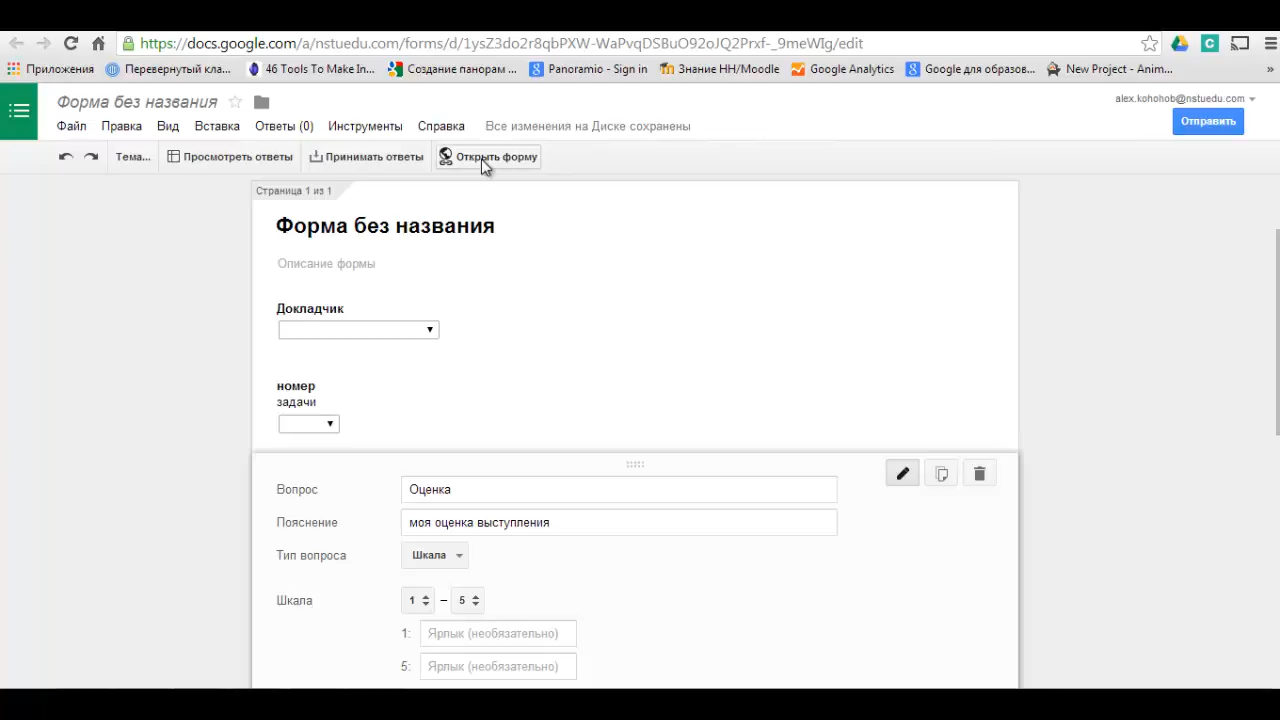 https://docs.google.com/a/nstuedu.com/forms/d/1ysZ3do2r8qbPXW-WaPvqDSBuO92oJQ2Prxf-_9meWIg/edit
Приложения Перевернутый кла... 46 Tools To Make In... Создание панорам ... Panoramio - Sign in Знание НН/Moodle Google Analytics Google для образов... New Project - Anim... »
Форма без названия
alex.kohohob@nstuedu.com
Файл Правка Вид Вставка Ответы (0) Инструменты Справка Все изменения на Диске сохранены
Отправить
Тема... Просмотреть ответы Принимать ответы Открыть форму
Страница 1 из 1
Форма без названия
Описание формы
Докладчик
номер
задачи
Вопрос Оценка
Пояснение моя оценка выступления
Тип вопроса Шкала
Шкала 1 – 5
1: Ярлык (необязательно)
5: Ярлык (необязательно)